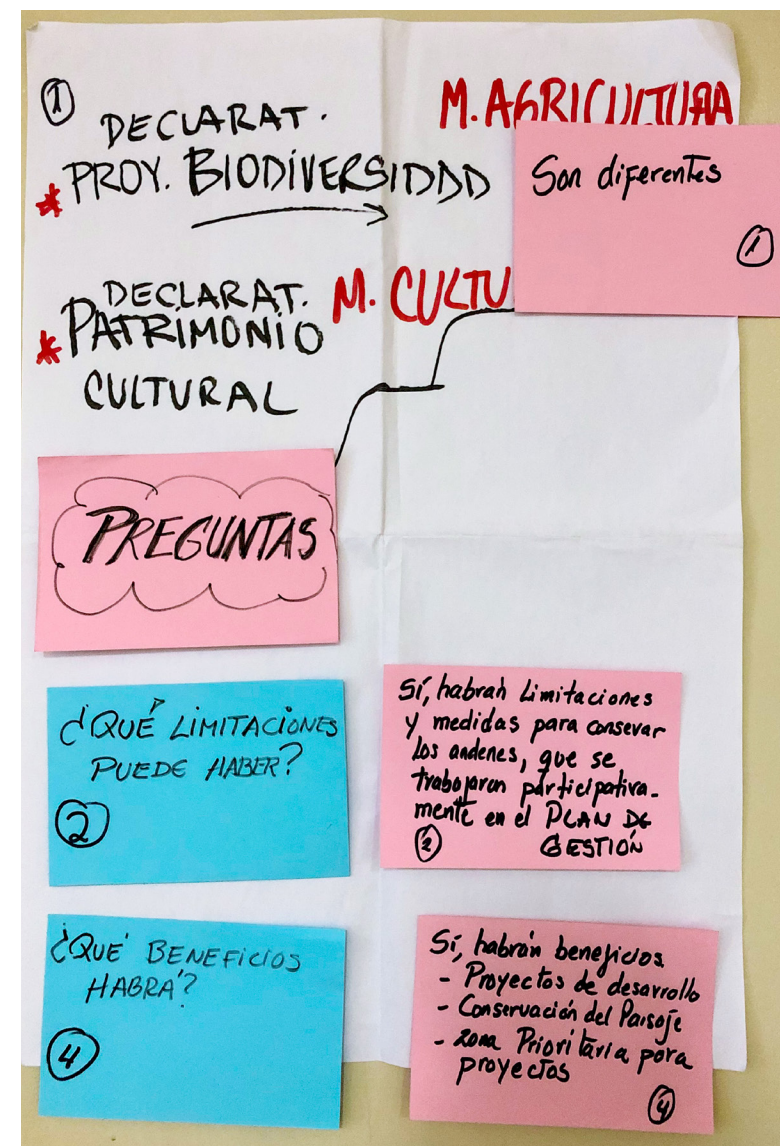 ①
DECLARAT.
* PROY. BIODIVERSIDDD
M. AGRICULTURA
Son diferentes
①
DECLARAT.
* PATRIMONIO
CULTURAL
M. CULTU
PREGUNTAS
¿QUÉ LIMITACIONES
PUEDE HABER?
②
Sí, habrán Limitaciones
y medidas para consevar
los andenes, que se
trabajaran participativa-
mente en el PLAN DE
② GESTIÓN
¿QUÉ BENEFICIOS
HABRÁ?
④
Sí, habrán beneficios
- Proyectos de desarrollo
- Conservación del Paisaje
- zona Prioritaria para
proyectos
④